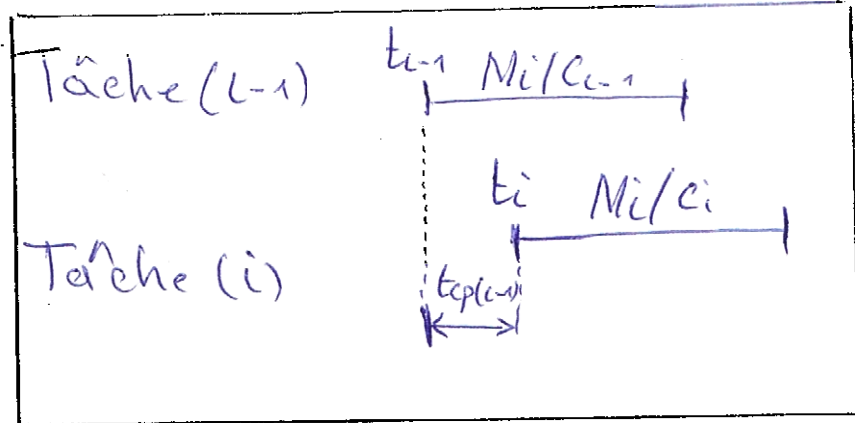 Tâche (i-1)
ti-1 Mi/Ci-1
ti Mi/Ci
Tâche (i)
tcp(i-1)